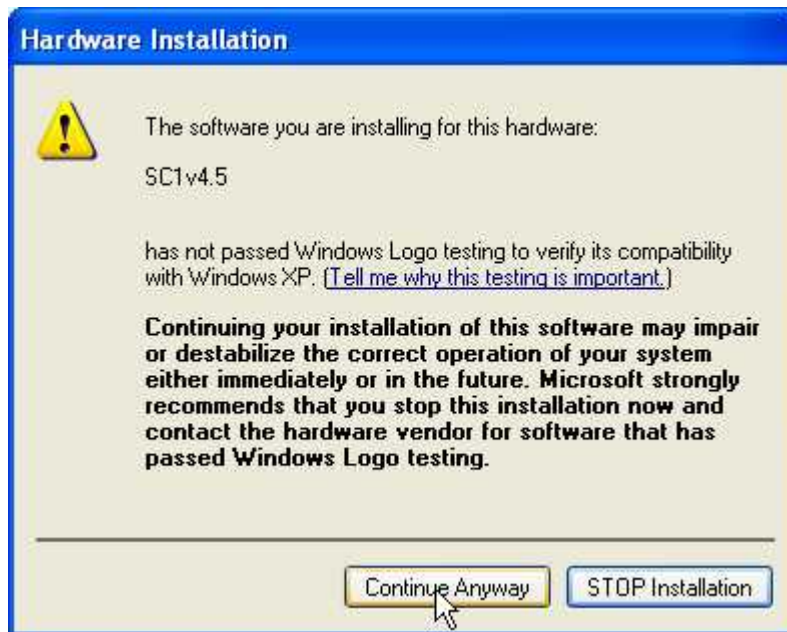 Hardware Installation
The software you are installing for this hardware:
SC1v4.5
has not passed Windows Logo testing to verify its compatibility
with Windows XP. (Tell me why this testing is important.)
Continuing your installation of this software may impair
or destabilize the correct operation of your system
either immediately or in the future. Microsoft strongly
recommends that you stop this installation now and
contact the hardware vendor for software that has
passed Windows Logo testing.
Continue Anyway
STOP Installation